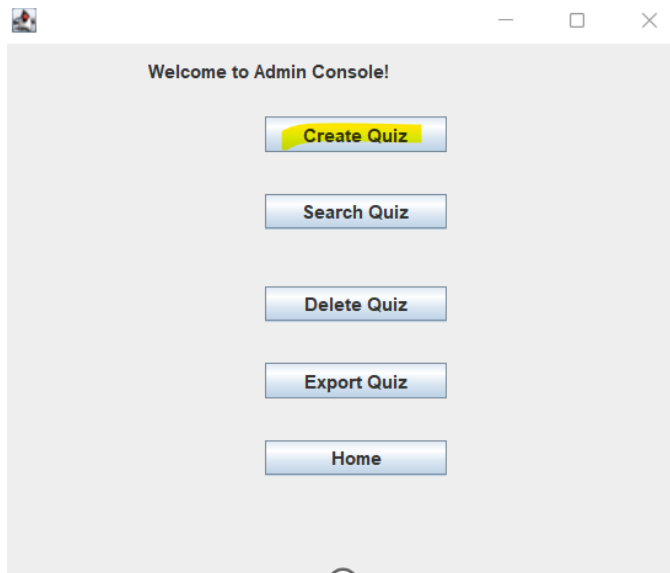 Welcome to Admin Console!
Create Quiz
Search Quiz
Delete Quiz
Export Quiz
Home